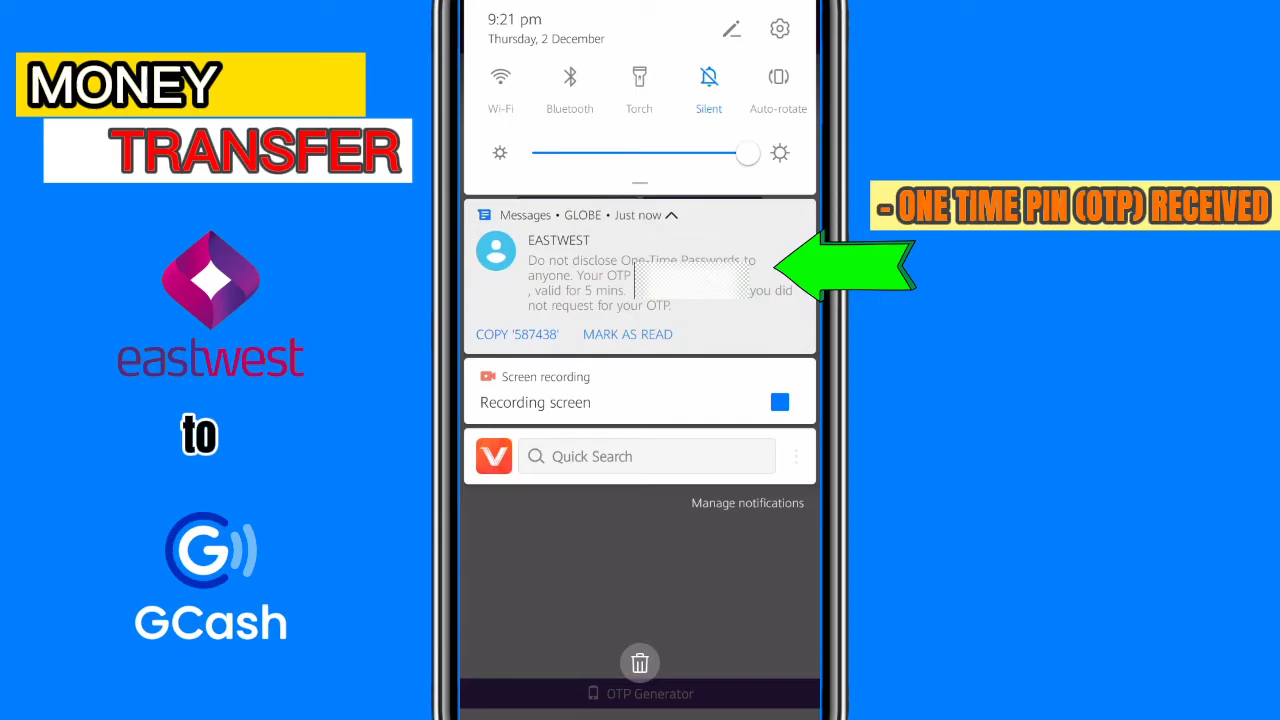 MONEY
TRANSFER
eastwest
to
GCash
9:21 pm
Thursday, 2 December
Wi-Fi
Bluetooth
Torch
Silent
Auto-rotate
Messages • GLOBE • Just now
EASTWEST
Do not disclose One-Time Passwords to
anyone. Your OTP
, valid for 5 mins. you did
not request for your OTP.
COPY '587438' MARK AS READ
Screen recording
Recording screen
Quick Search
Manage notifications
OTP Generator
- ONE TIME PIN (OTP) RECEIVED